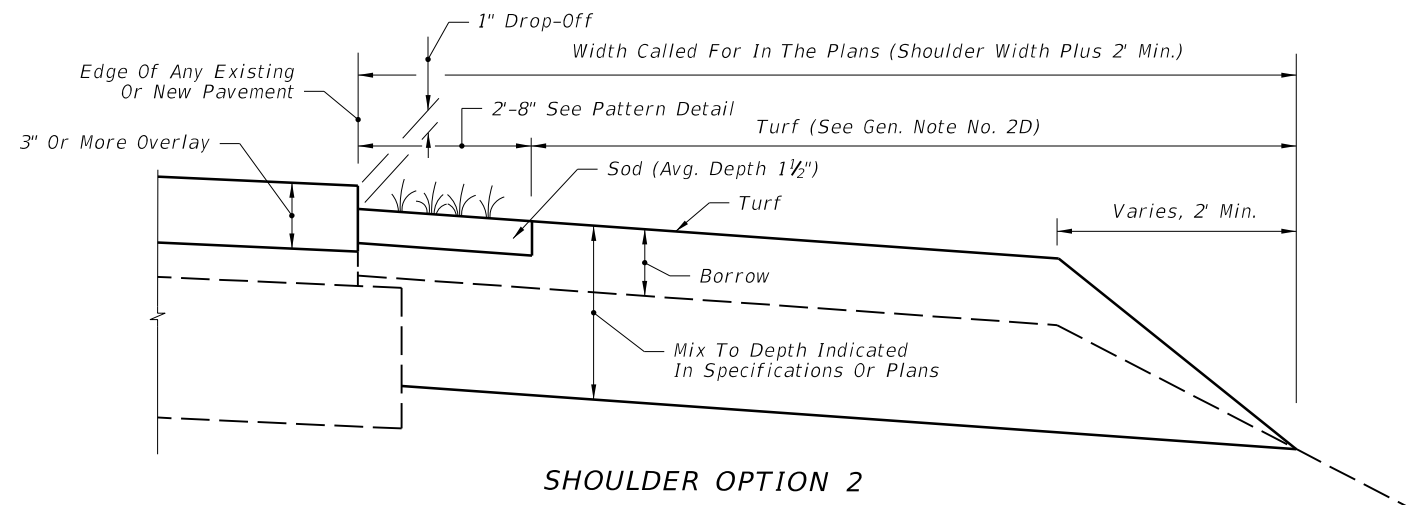 1" Drop-Off
Width Called For In The Plans (Shoulder Width Plus 2' Min.)
Edge Of Any Existing
Or New Pavement
2'-8" See Pattern Detail
Turf (See Gen. Note No. 2D)
3" Or More Overlay
Sod (Avg. Depth 1½")
Turf
Varies, 2' Min.
Borrow
Mix To Depth Indicated
In Specifications Or Plans
SHOULDER OPTION 2